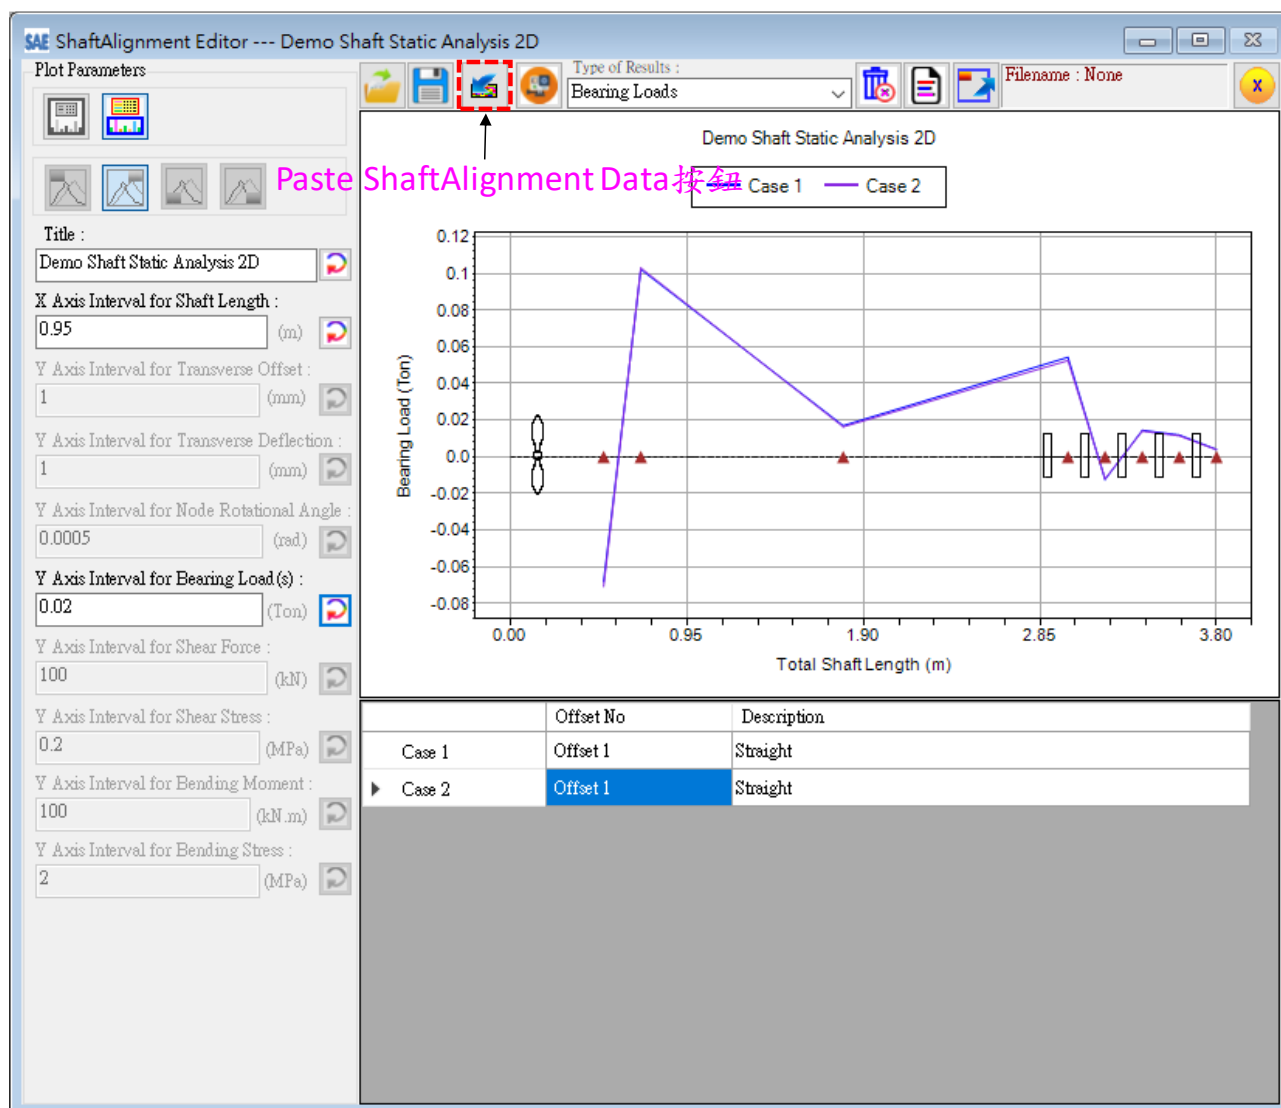 SAE ShaftAlignment Editor --- Demo Shaft Static Analysis 2D
Plot Parameters
Type of Results :
Bearing Loads
Filename : None
X
Paste ShaftAlignment Data按鈕
Title :
Demo Shaft Static Analysis 2D
X Axis Interval for Shaft Length :
0.95 (m)
Y Axis Interval for Transverse Offset :
1 (mm)
Y Axis Interval for Transverse Deflection :
1 (mm)
Y Axis Interval for Node Rotational Angle :
0.0005 (rad)
Y Axis Interval for Bearing Load(s) :
0.02 (Ton)
Y Axis Interval for Shear Force :
100 (kN)
Y Axis Interval for Shear Stress :
0.2 (MPa)
Y Axis Interval for Bending Moment :
100 (kN.m)
Y Axis Interval for Bending Stress :
2 (MPa)
Demo Shaft Static Analysis 2D
Case 1 Case 2
Bearing Load (Ton)
0.12
0.1
0.08
0.06
0.04
0.02
0.0
-0.02
-0.04
-0.06
-0.08
0.00 0.95 1.90 2.85 3.80
Total Shaft Length (m)
Offset No Description
Case 1 Offset 1 Straight
Case 2 Offset 1 Straight